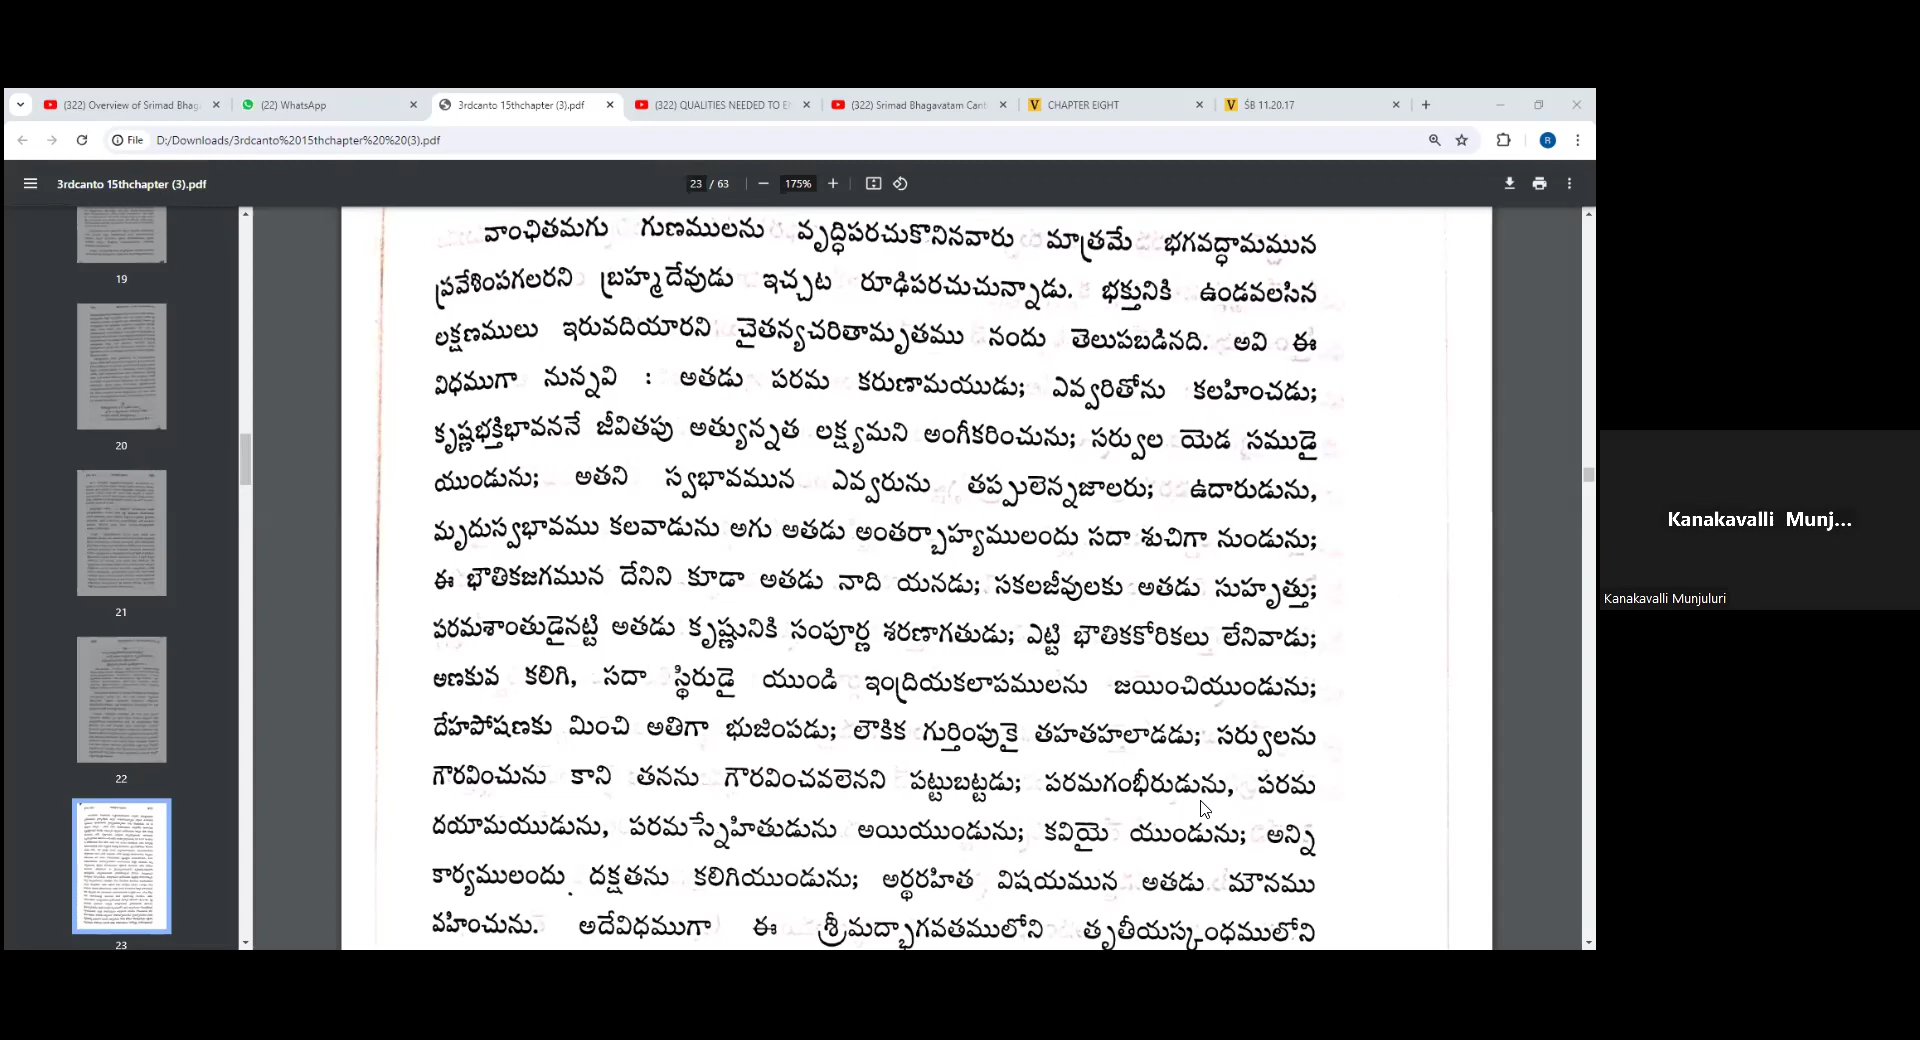 (322) Overview of Srimad Bhag
(22) WhatsApp
3rdcanto 15thchapter (3).pdf
(322) QUALITIES NEEDED TO E
(322) Srimad Bhagavatam Cant
CHAPTER EIGHT
ŚB 11.20.17
File
D:/Downloads/3rdcanto%2015thchapter%20%20(3).pdf
R
3rdcanto 15thchapter (3).pdf
23 / 63
175%
19
20
21
22
23
వాంఛితమగు గుణములను వృద్ధిపరచుకొనినవారు మాత్రమే భగవద్ధామమున
ప్రవేశింపగలరని బ్రహ్మదేవుడు ఇచ్చట రూఢిపరచుచున్నాడు. భక్తునికి ఉండవలసిన
లక్షణములు ఇరువదియారని చైతన్యచరితామృతము నందు తెలుపబడినది. అవి ఈ
విధముగా నున్నవి : అతడు పరమ కరుణామయుడు; ఎవ్వరితోను కలహించడు;
కృష్ణభక్తిభావననే జీవితపు అత్యున్నత లక్ష్యమని అంగీకరించును; సర్వుల యెడ సముడై
యుండును; అతని స్వభావమున ఎవ్వరును తప్పులెన్నజాలరు; ఉదారుడును,
మృదుస్వభావము కలవాడును అగు అతడు అంతర్బాహ్యములందు సదా శుచిగా నుండును;
ఈ భౌతికజగమున దేనిని కూడా అతడు నాది యనడు; సకలజీవులకు అతడు సుహృత్తు;
పరమశాంతుడైనట్టి అతడు కృష్ణునికి సంపూర్ణ శరణాగతుడు; ఎట్టి భౌతికకోరికలు లేనివాడు;
అణకువ కలిగి, సదా స్థిరుడై యుండి ఇంద్రియకలాపములను జయించియుండును;
దేహపోషణకు మించి అతిగా భుజింపడు; లౌకిక గుర్తింపుకై తహతహలాడడు; సర్వులను
గౌరవించును కాని తనను గౌరవించవలెనని పట్టుబట్టడు; పరమగంభీరుడును, పరమ
దయామయుడును, పరమస్నేహితుడును అయియుండును; కవియై యుండును; అన్ని
కార్యములందు దక్షతను కలిగియుండును; అర్థరహిత విషయమున అతడు మౌనము
వహించును. అదేవిధముగా ఈ శ్రీమద్భాగవతములోని తృతీయస్కంధములోని
Kanakavalli Munj...
Kanakavalli Munjuluri